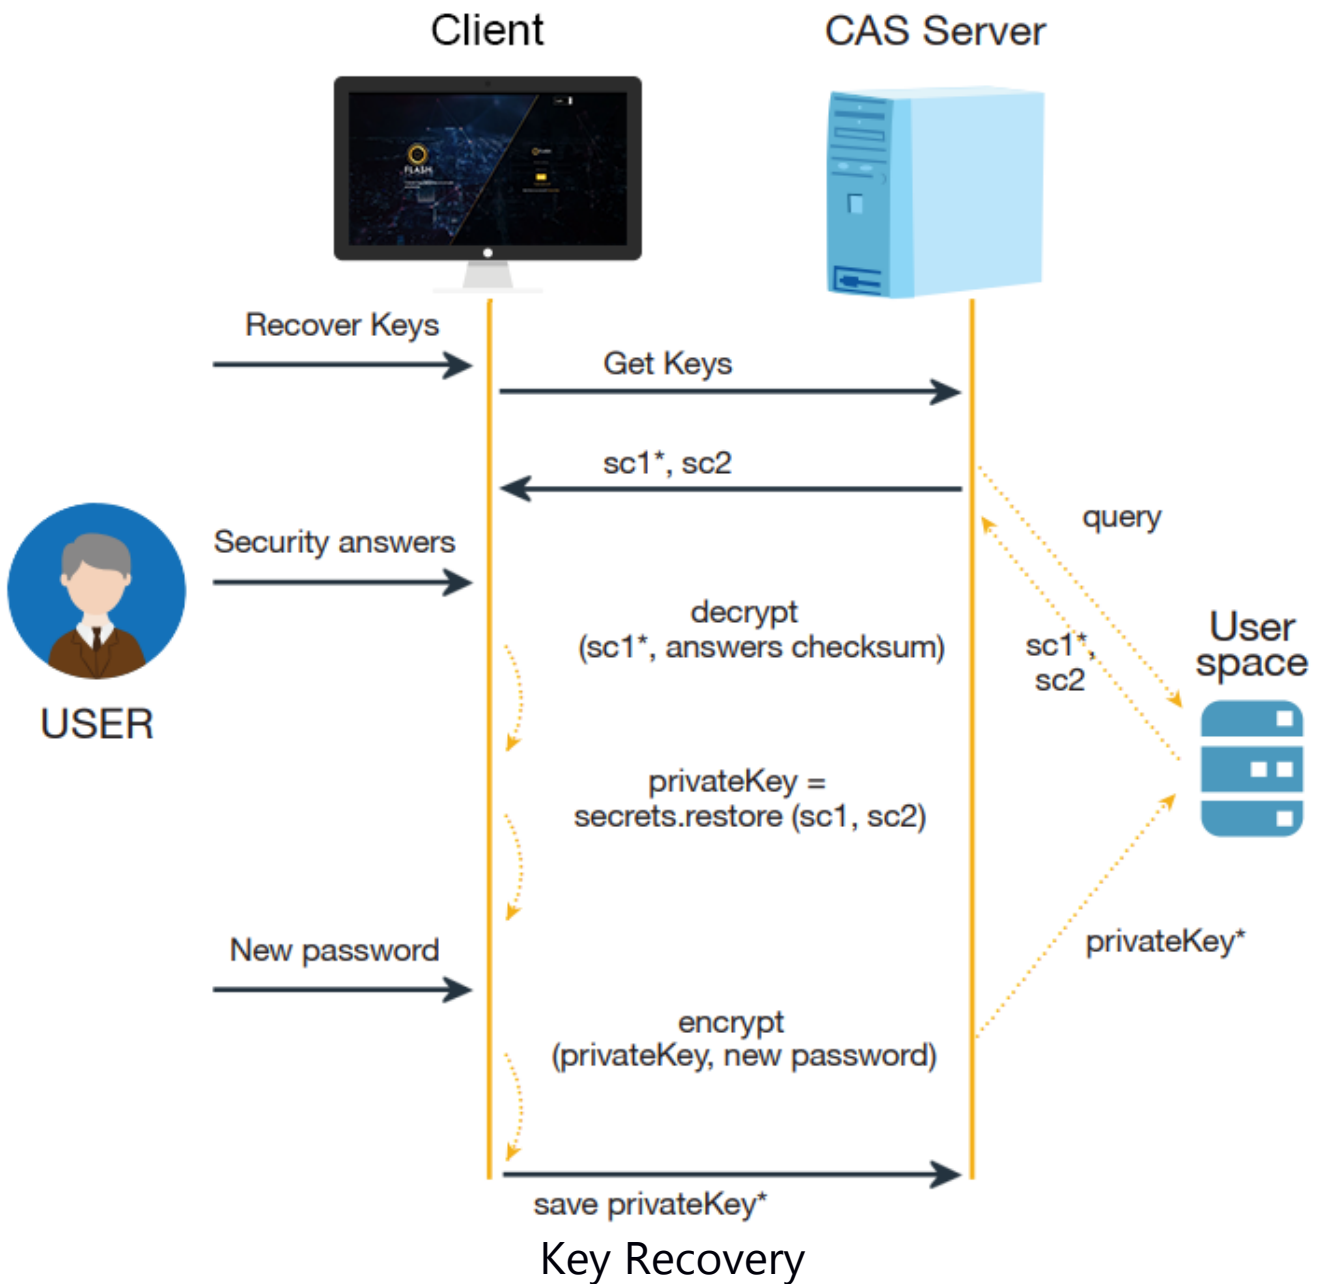 Client
CAS Server
FLASH
Recover Keys
Get Keys
sc1*, sc2
query
Security answers
decrypt
(sc1*, answers checksum)
sc1*,
sc2
User
space
USER
privateKey =
secrets.restore (sc1, sc2)
New password
privateKey*
encrypt
(privateKey, new password)
save privateKey*
Key Recovery